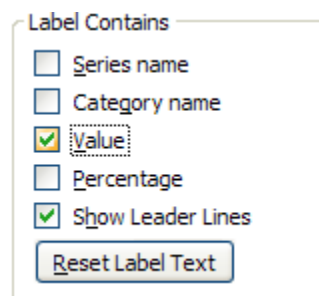 Label Contains
Series name
Category name
Value
Percentage
Show Leader Lines
Reset Label Text